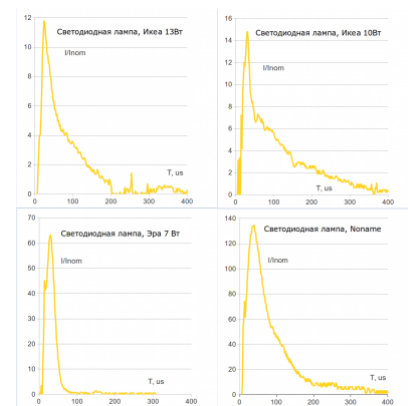 12
Светодиодная лампа, Икеа 13Вт
10
I/Inom
8
6
4
2
T, us
0
0 100 200 300 400
16
Светодиодная лампа, Икеа 10Вт
14
12
I/Inom
10
8
6
4
2
T, us
0
0 100 200 300 400
70
Светодиодная лампа, Эра 7 Вт
60
I/Inom
50
40
30
20
10
T, us
0
0 100 200 300 400
140
Светодиодная лампа, Noname
120
I/Inom
100
80
60
40
20
T, us
0
0 100 200 300 400